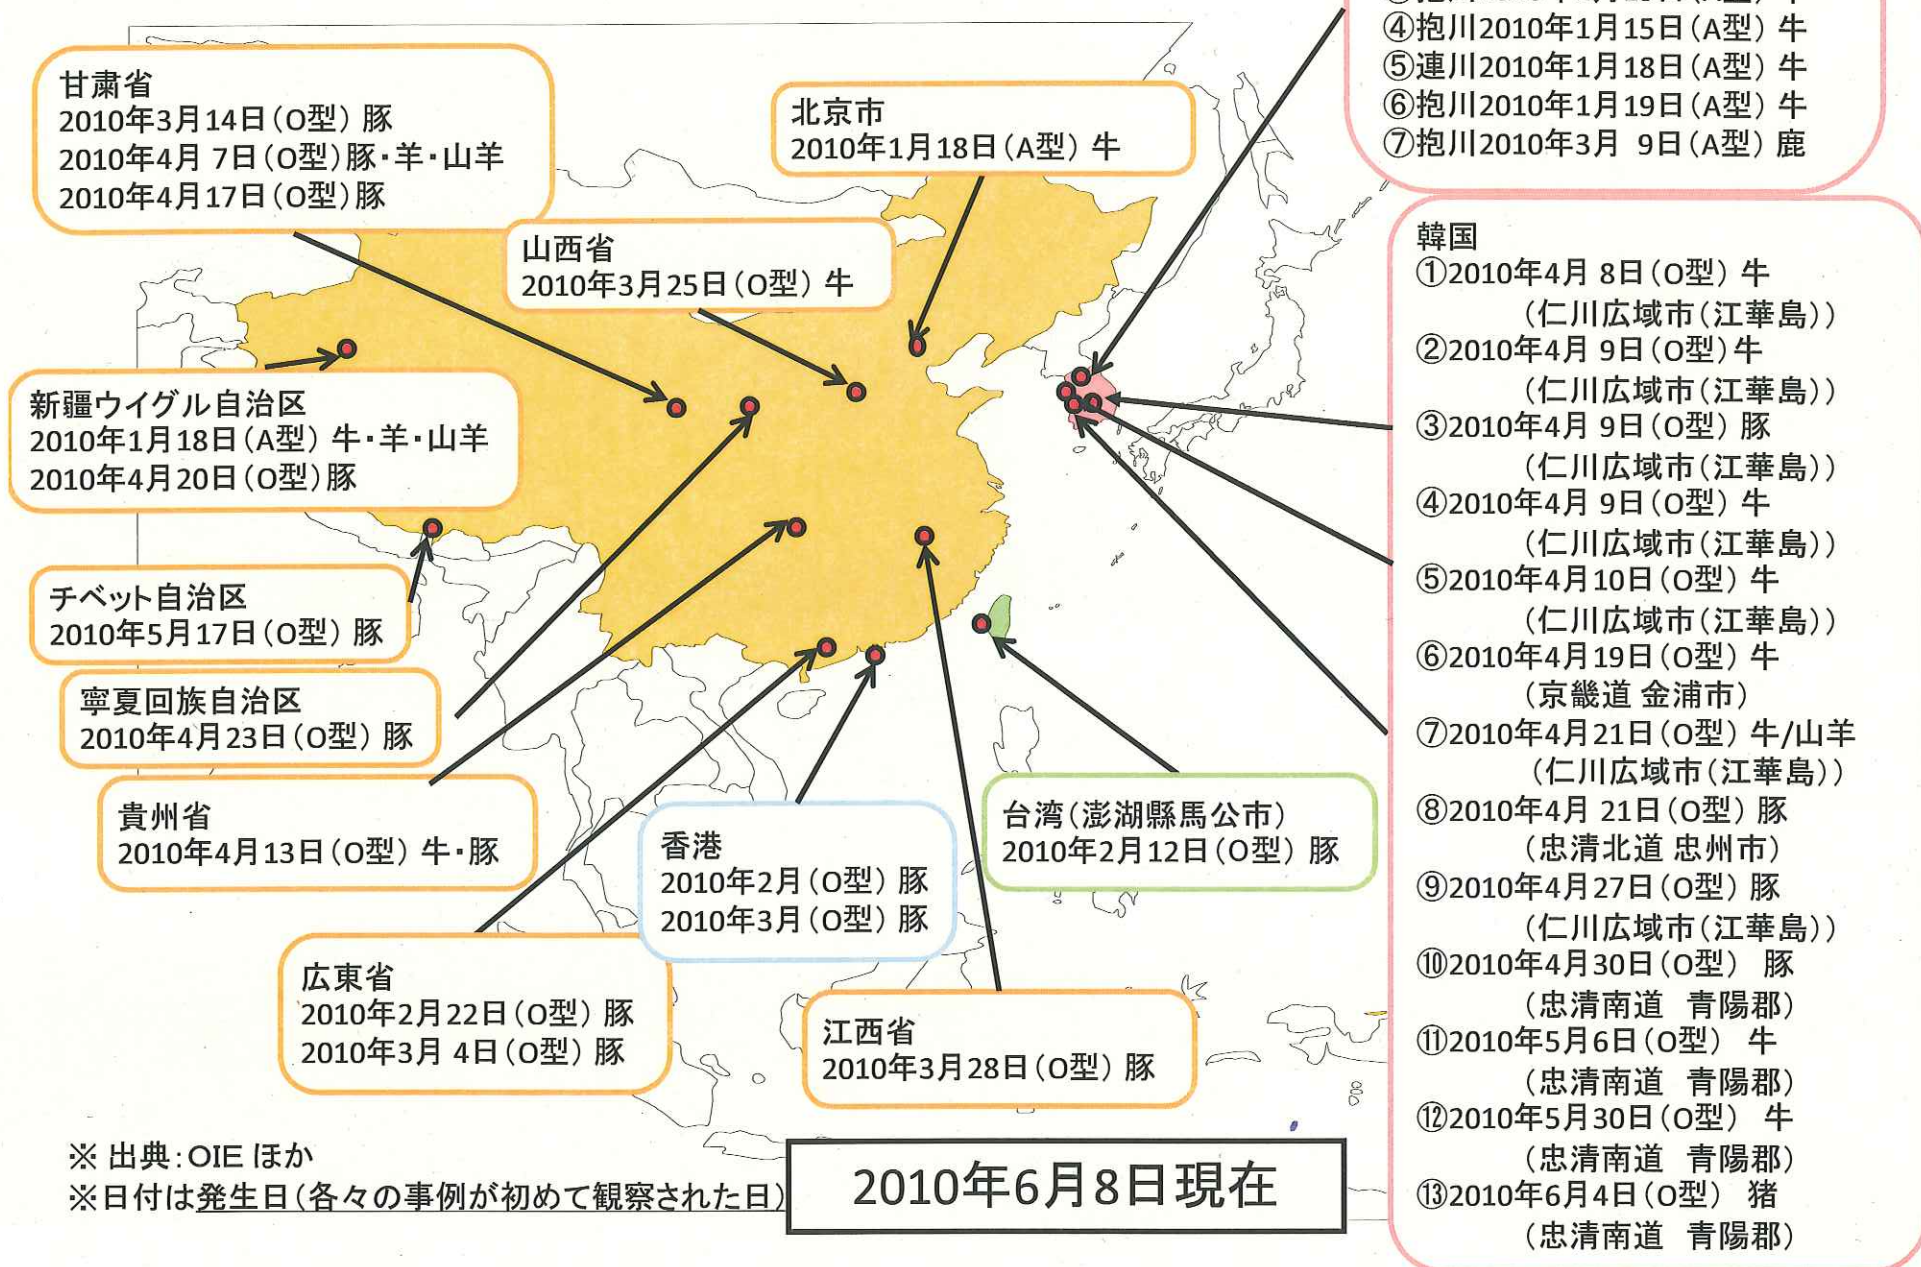 ④抱川2010年1月15日(A型) 牛
⑤連川2010年1月18日(A型) 牛
⑥抱川2010年1月19日(A型) 牛
⑦抱川2010年3月 9日(A型) 鹿
甘粛省
2010年3月14日(O型) 豚
2010年4月 7日(O型)豚・羊・山羊
2010年4月17日(O型)豚
北京市
2010年1月18日(A型) 牛
山西省
2010年3月25日(O型) 牛
新疆ウイグル自治区
2010年1月18日(A型) 牛・羊・山羊
2010年4月20日(O型)豚
チベット自治区
2010年5月17日(O型) 豚
寧夏回族自治区
2010年4月23日(O型) 豚
貴州省
2010年4月13日(O型) 牛・豚
香港
2010年2月(O型) 豚
2010年3月(O型) 豚
台湾(澎湖縣馬公市)
2010年2月12日(O型) 豚
広東省
2010年2月22日(O型) 豚
2010年3月 4日(O型) 豚
江西省
2010年3月28日(O型) 豚
韓国
①2010年4月 8日(O型) 牛
(仁川広域市(江華島))
②2010年4月 9日(O型)牛
(仁川広域市(江華島))
③2010年4月 9日(O型) 豚
(仁川広域市(江華島))
④2010年4月 9日(O型) 牛
(仁川広域市(江華島))
⑤2010年4月10日(O型) 牛
(仁川広域市(江華島))
⑥2010年4月19日(O型) 牛
(京畿道 金浦市)
⑦2010年4月21日(O型) 牛/山羊
(仁川広域市(江華島))
⑧2010年4月 21日(O型) 豚
(忠清北道 忠州市)
⑨2010年4月27日(O型) 豚
(仁川広域市(江華島))
⑩2010年4月30日(O型) 豚
(忠清南道 青陽郡)
⑪2010年5月6日(O型) 牛
(忠清南道 青陽郡)
⑫2010年5月30日(O型) 牛
(忠清南道 青陽郡)
⑬2010年6月4日(O型) 猪
(忠清南道 青陽郡)
※ 出典:OIE ほか
※日付は発生日(各々の事例が初めて観察された日)
2010年6月8日現在